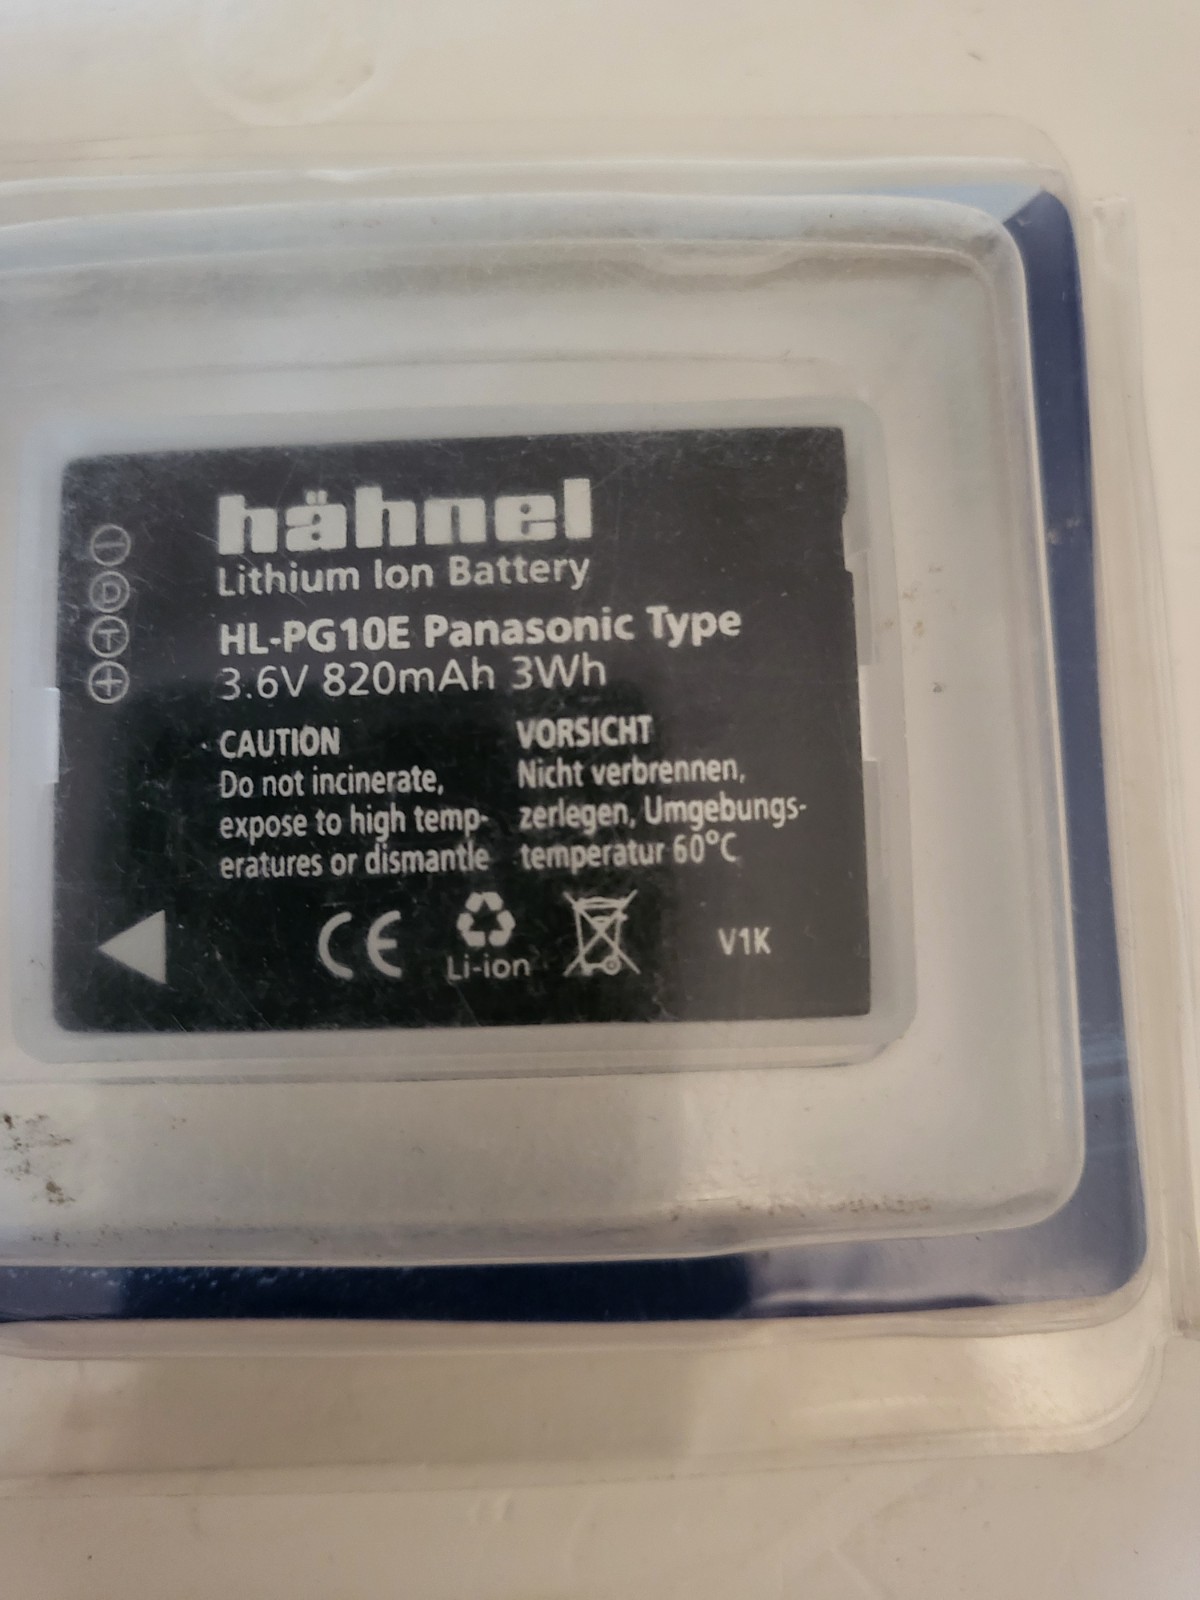 hähnel
Lithium Ion Battery
HL-PG10E Panasonic Type
3.6V 820mAh 3Wh
CAUTION
Do not incinerate,
expose to high temp-
eratures or dismantle
VORSICHT
Nicht verbrennen,
zerlegen, Umgebungs-
temperatur 60°C
D
T
CE
Li-ion
V1K